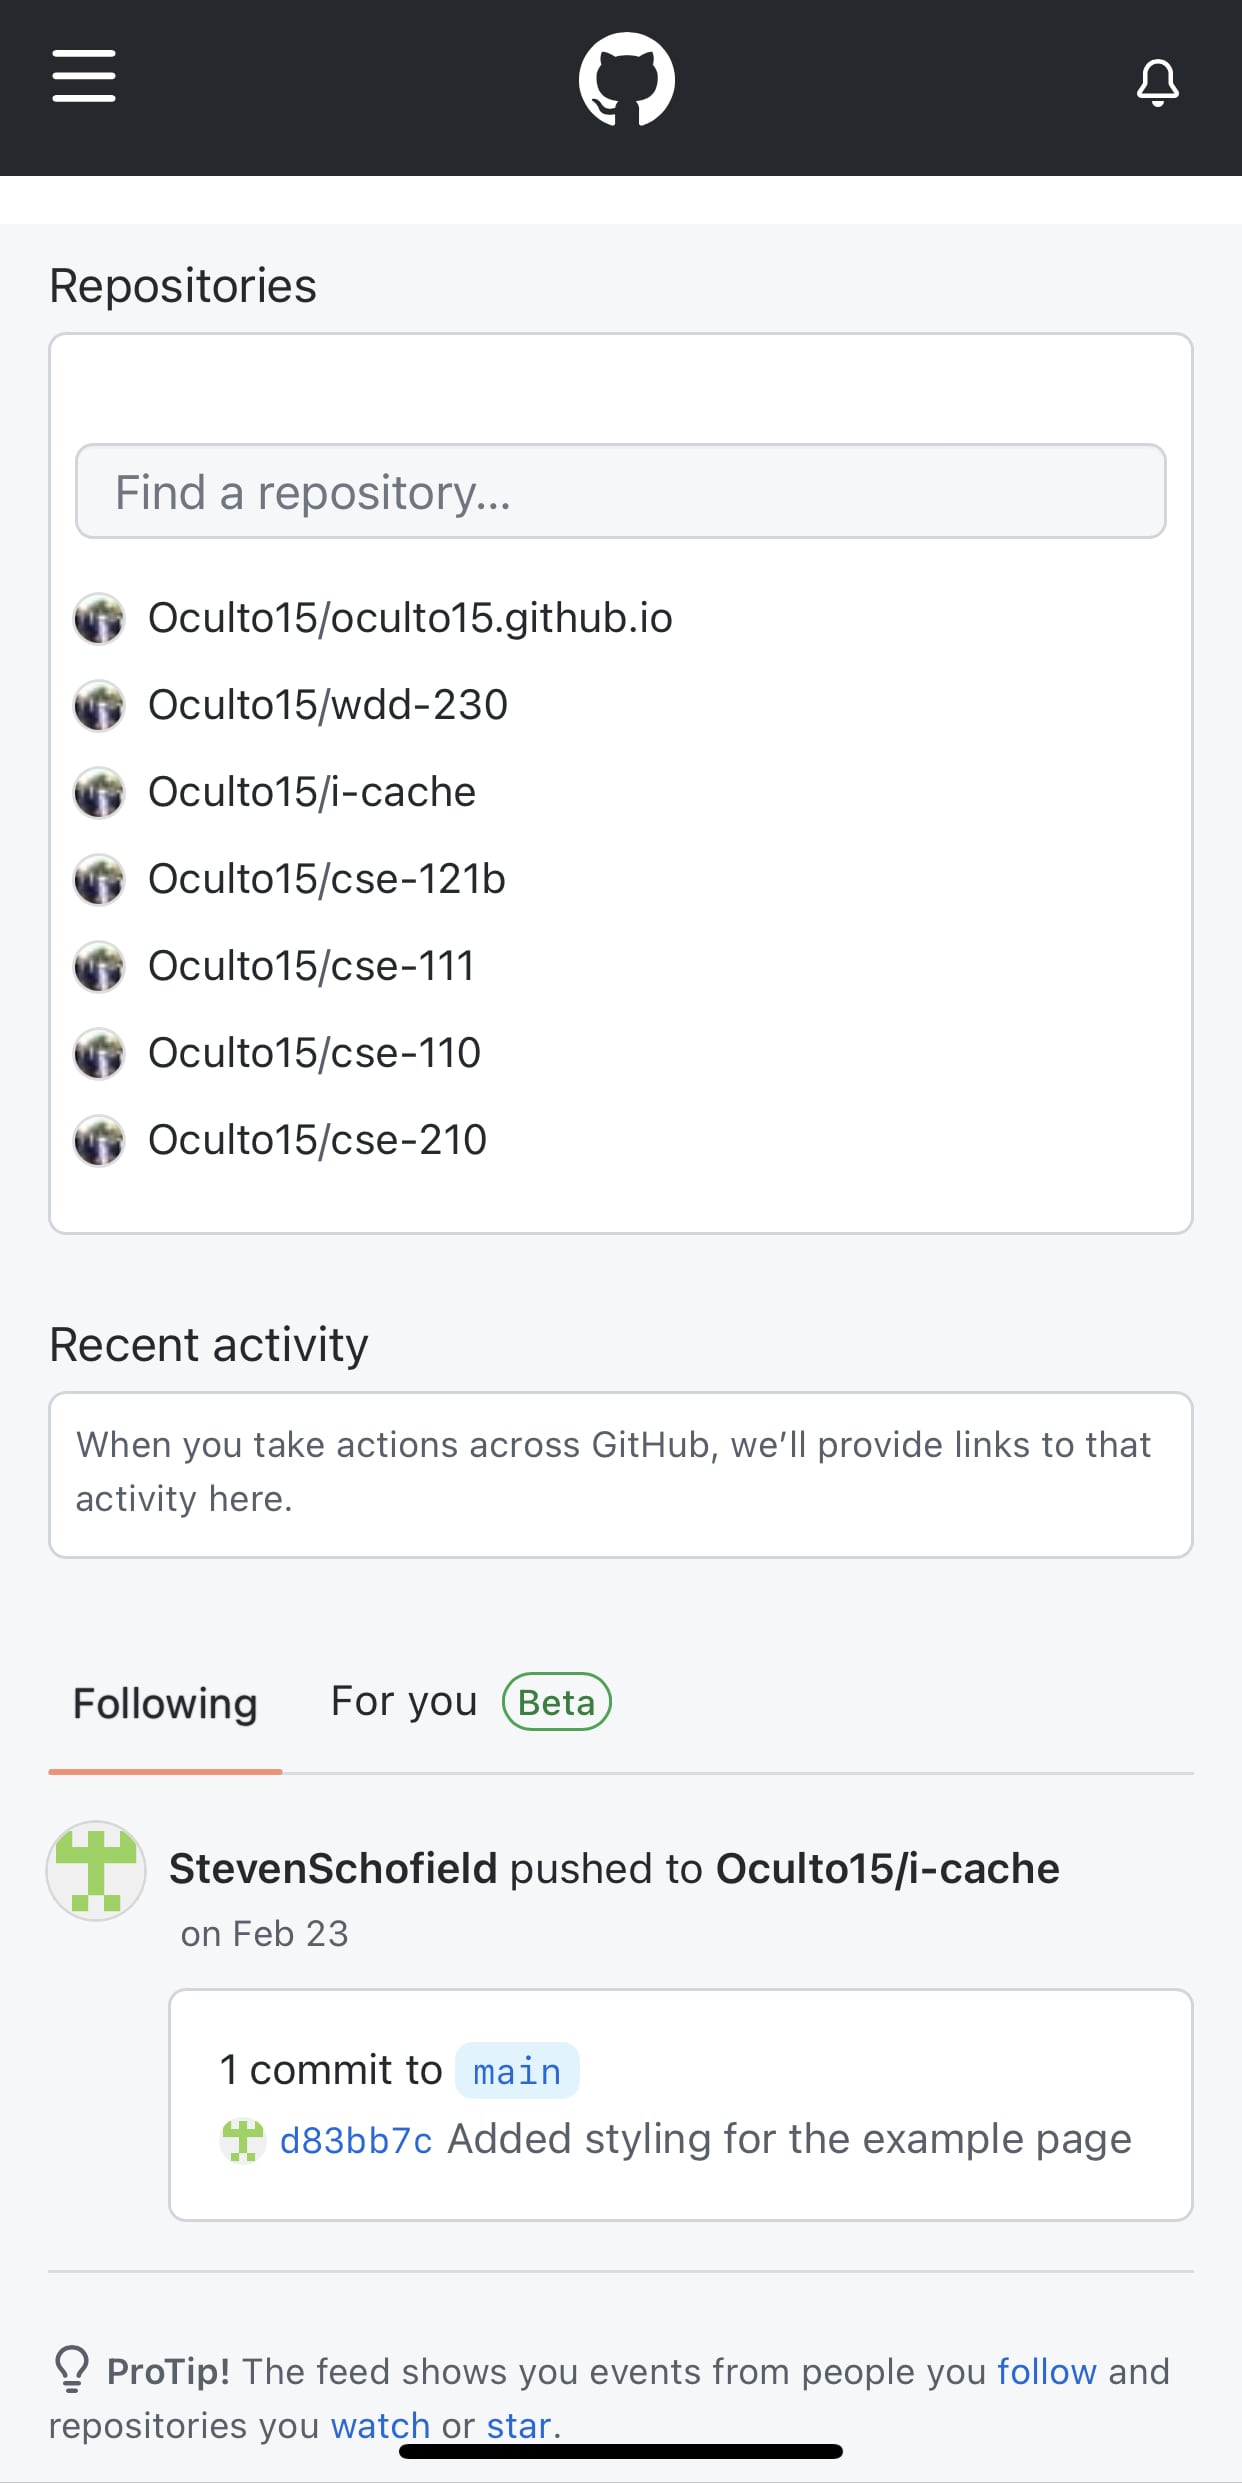 Repositories
Find a repository...
Oculto15/oculto15.github.io
Oculto15/wdd-230
Oculto15/i-cache
Oculto15/cse-121b
Oculto15/cse-111
Oculto15/cse-110
Oculto15/cse-210
Recent activity
When you take actions across GitHub, we’ll provide links to that
activity here.
Following For you Beta
StevenSchofield pushed to Oculto15/i-cache
on Feb 23
1 commit to main
d83bb7c Added styling for the example page
ProTip! The feed shows you events from people you follow and
repositories you watch or star.